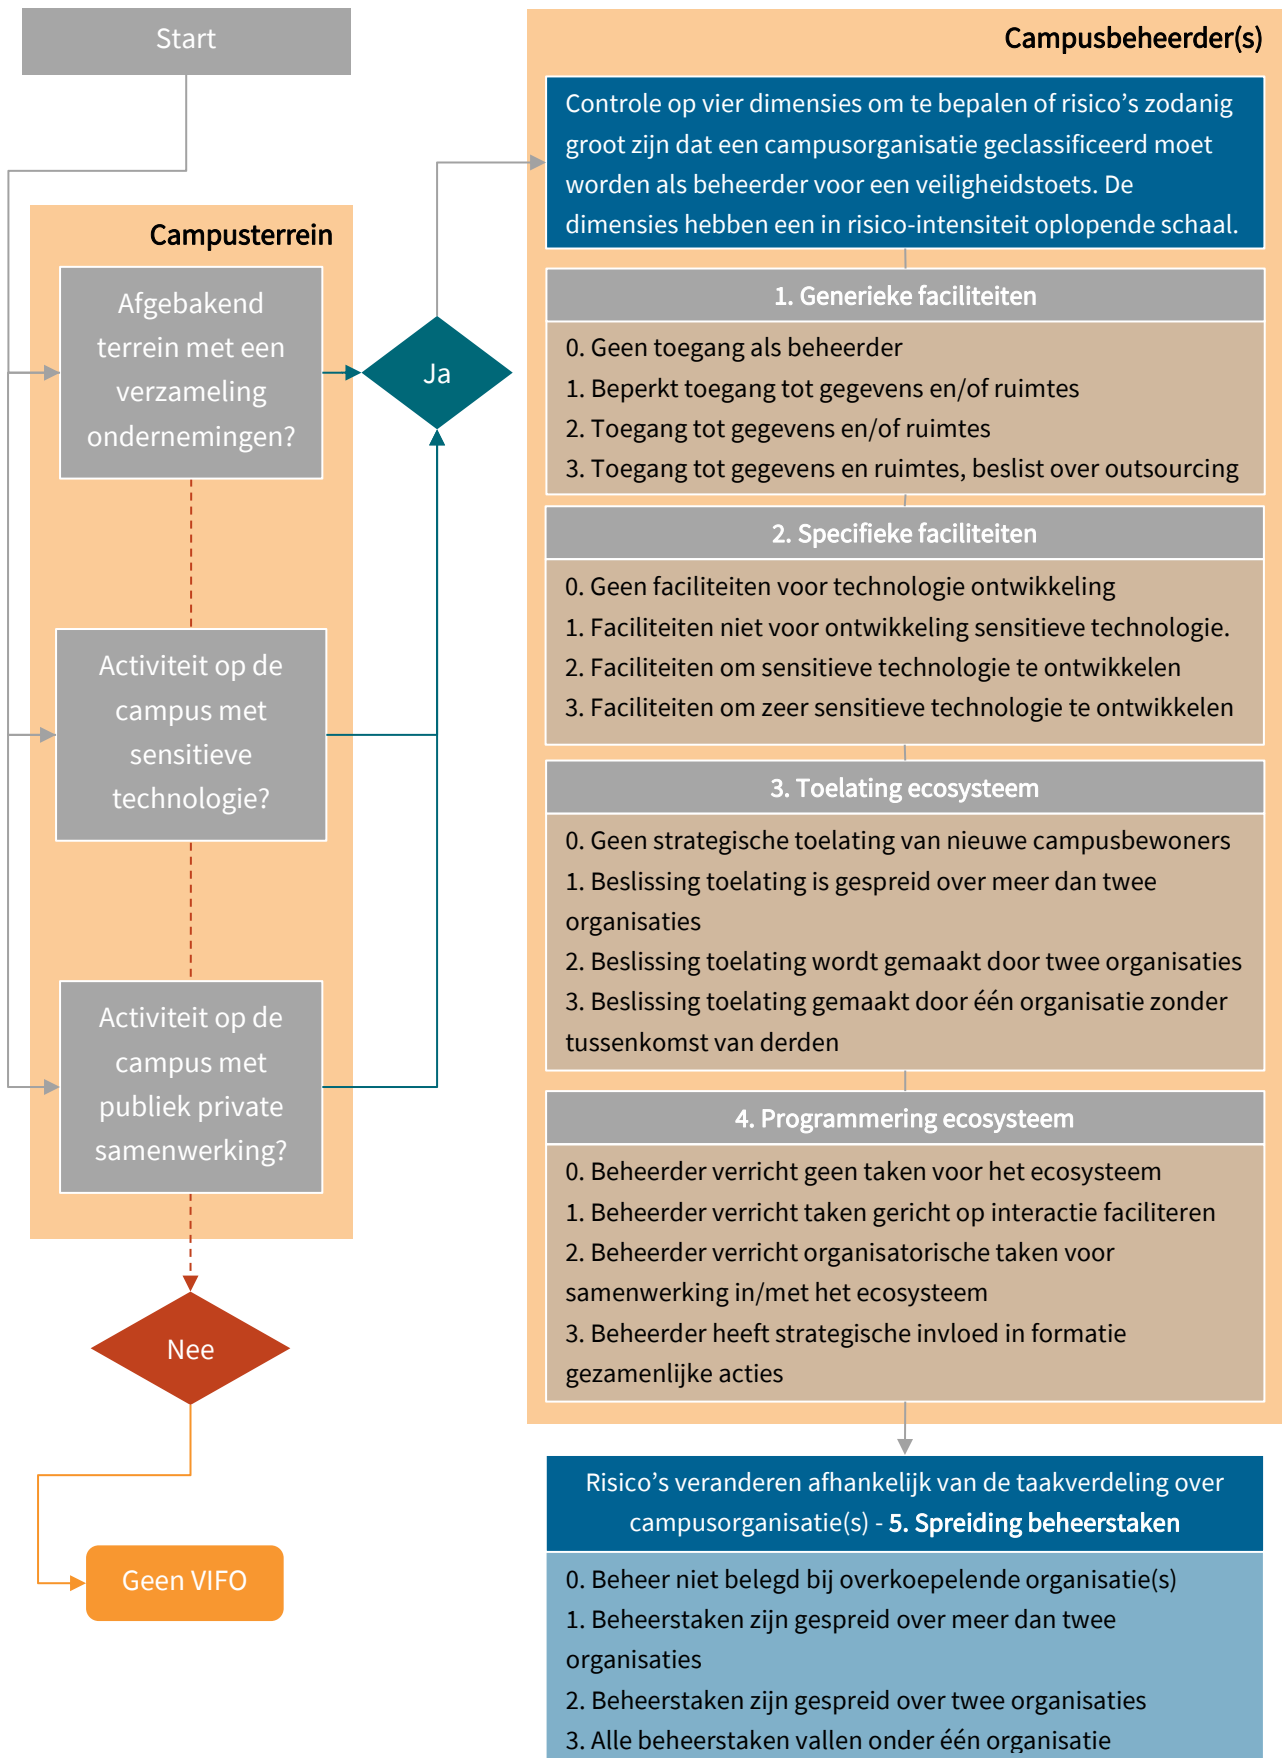 Start
Campusterrein
Afgebakend
terrein met een
verzameling
ondernemingen?
Activiteit op de
campus met
sensitieve
technologie?
Activiteit op de
campus met
publiek private
samenwerking?
Ja
Nee
Geen VIFO
Campusbeheerder(s)
Controle op vier dimensies om te bepalen of risico’s zodanig
groot zijn dat een campusorganisatie geclassificeerd moet
worden als beheerder voor een veiligheidstoets. De
dimensies hebben een in risico-intensiteit oplopende schaal.
1. Generieke faciliteiten
0. Geen toegang als beheerder
1. Beperkt toegang tot gegevens en/of ruimtes
2. Toegang tot gegevens en/of ruimtes
3. Toegang tot gegevens en ruimtes, beslist over outsourcing
2. Specifieke faciliteiten
0. Geen faciliteiten voor technologie ontwikkeling
1. Faciliteiten niet voor ontwikkeling sensitieve technologie.
2. Faciliteiten om sensitieve technologie te ontwikkelen
3. Faciliteiten om zeer sensitieve technologie te ontwikkelen
3. Toelating ecosysteem
0. Geen strategische toelating van nieuwe campusbewoners
1. Beslissing toelating is gespreid over meer dan twee
organisaties
2. Beslissing toelating wordt gemaakt door twee organisaties
3. Beslissing toelating gemaakt door één organisatie zonder
tussenkomst van derden
4. Programmering ecosysteem
0. Beheerder verricht geen taken voor het ecosysteem
1. Beheerder verricht taken gericht op interactie faciliteren
2. Beheerder verricht organisatorische taken voor
samenwerking in/met het ecosysteem
3. Beheerder heeft strategische invloed in formatie
gezamenlijke acties
Risico’s veranderen afhankelijk van de taakverdeling over
campusorganisatie(s) - 5. Spreiding beheerstaken
0. Beheer niet belegd bij overkoepelende organisatie(s)
1. Beheerstaken zijn gespreid over meer dan twee
organisaties
2. Beheerstaken zijn gespreid over twee organisaties
3. Alle beheerstaken vallen onder één organisatie